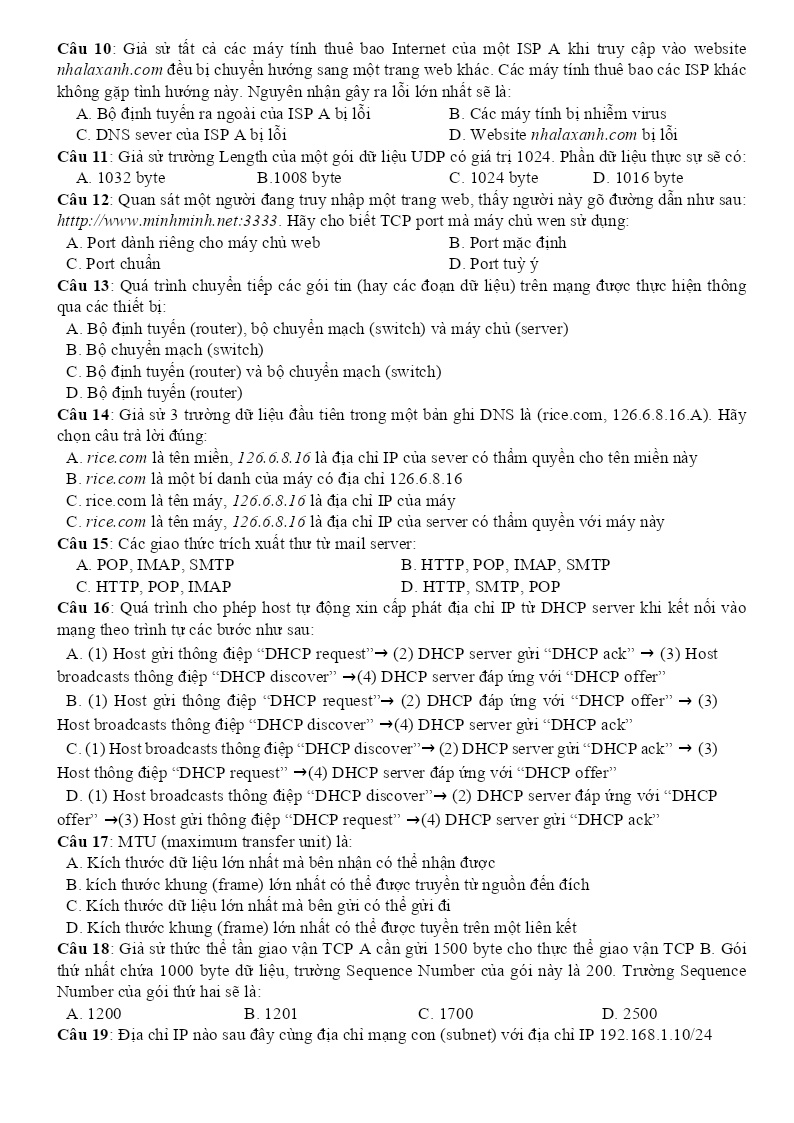 Câu 10: Giả sử tất cả các máy tính thuê bao Internet của một ISP A khi truy cập vào website
nhalaxanh.com đều bị chuyển hướng sang một trang web khác. Các máy tính thuê bao các ISP khác
không gặp tình hướng này. Nguyên nhận gây ra lỗi lớn nhất sẽ là:
A. Bộ định tuyến ra ngoài của ISP A bị lỗi B. Các máy tính bị nhiễm virus
C. DNS sever của ISP A bị lỗi D. Website nhalaxanh.com bị lỗi
Câu 11: Giả sử trường Length của một gói dữ liệu UDP có giá trị 1024. Phần dữ liệu thực sự sẽ có:
A. 1032 byte B.1008 byte C. 1024 byte D. 1016 byte
Câu 12: Quan sát một người đang truy nhập một trang web, thấy người này gõ đường dẫn như sau:
htttp://www.minhminh.net:3333. Hãy cho biết TCP port mà máy chủ wen sử dụng:
A. Port dành riêng cho máy chủ web B. Port mặc định
C. Port chuẩn D. Port tuỳ ý
Câu 13: Quá trình chuyển tiếp các gói tin (hay các đoạn dữ liệu) trên mạng được thực hiện thông
qua các thiết bị:
A. Bộ định tuyến (router), bộ chuyển mạch (switch) và máy chủ (server)
B. Bộ chuyển mạch (switch)
C. Bộ định tuyến (router) và bộ chuyển mạch (switch)
D. Bộ định tuyến (router)
Câu 14: Giả sử 3 trường dữ liệu đầu tiên trong một bản ghi DNS là (rice.com, 126.6.8.16.A). Hãy
chọn câu trả lời đúng:
A. rice.com là tên miền, 126.6.8.16 là địa chỉ IP của sever có thẩm quyền cho tên miền này
B. rice.com là một bí danh của máy có địa chỉ 126.6.8.16
C. rice.com là tên máy, 126.6.8.16 là địa chỉ IP của máy
C. rice.com là tên máy, 126.6.8.16 là địa chỉ IP của server có thẩm quyền với máy này
Câu 15: Các giao thức trích xuất thư từ mail server:
A. POP, IMAP, SMTP B. HTTP, POP, IMAP, SMTP
C. HTTP, POP, IMAP D. HTTP, SMTP, POP
Câu 16: Quá trình cho phép host tự động xin cấp phát địa chỉ IP từ DHCP server khi kết nối vào
mạng theo trình tự các bước như sau:
A. (1) Host gửi thông điệp “DHCP request”→ (2) DHCP server gửi “DHCP ack” → (3) Host
broadcasts thông điệp “DHCP discover” →(4) DHCP server đáp ứng với “DHCP offer”
B. (1) Host gửi thông điệp “DHCP request”→ (2) DHCP đáp ứng với “DHCP offer” → (3)
Host broadcasts thông điệp “DHCP discover” →(4) DHCP server gửi “DHCP ack”
C. (1) Host broadcasts thông điệp “DHCP discover”→ (2) DHCP server gửi “DHCP ack” → (3)
Host thông điệp “DHCP request” →(4) DHCP server đáp ứng với “DHCP offer”
D. (1) Host broadcasts thông điệp “DHCP discover”→ (2) DHCP server đáp ứng với “DHCP
offer” →(3) Host gửi thông điệp “DHCP request” →(4) DHCP server gửi “DHCP ack”
Câu 17: MTU (maximum transfer unit) là:
A. Kích thước dữ liệu lớn nhất mà bên nhận có thể nhận được
B. kích thước khung (frame) lớn nhất có thể được truyền từ nguồn đến đích
C. Kích thước dữ liệu lớn nhất mà bên gửi có thể gửi đi
D. Kích thước khung (frame) lớn nhất có thể được tuyền trên một liên kết
Câu 18: Giả sử thức thể tần giao vận TCP A cần gửi 1500 byte cho thực thể giao vận TCP B. Gói
thứ nhất chứa 1000 byte dữ liệu, trường Sequence Number của gói này là 200. Trường Sequence
Number của gói thứ hai sẽ là:
A. 1200 B. 1201 C. 1700 D. 2500
Câu 19: Địa chỉ IP nào sau đây cùng địa chỉ mạng con (subnet) với địa chỉ IP 192.168.1.10/24